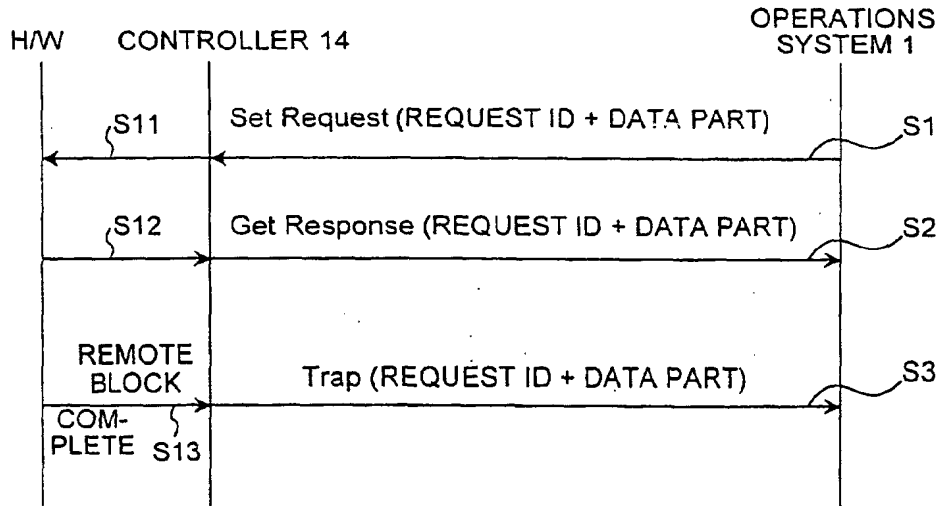 OPERATIONS
SYSTEM 1
H/W
CONTROLLER 14
S11
Set Request (REQUEST ID + DATA PART)
S1
S12
Get Response (REQUEST ID + DATA PART)
S2
REMOTE
BLOCK
Trap (REQUEST ID + DATA PART)
S3
COM-
PLETE
S13